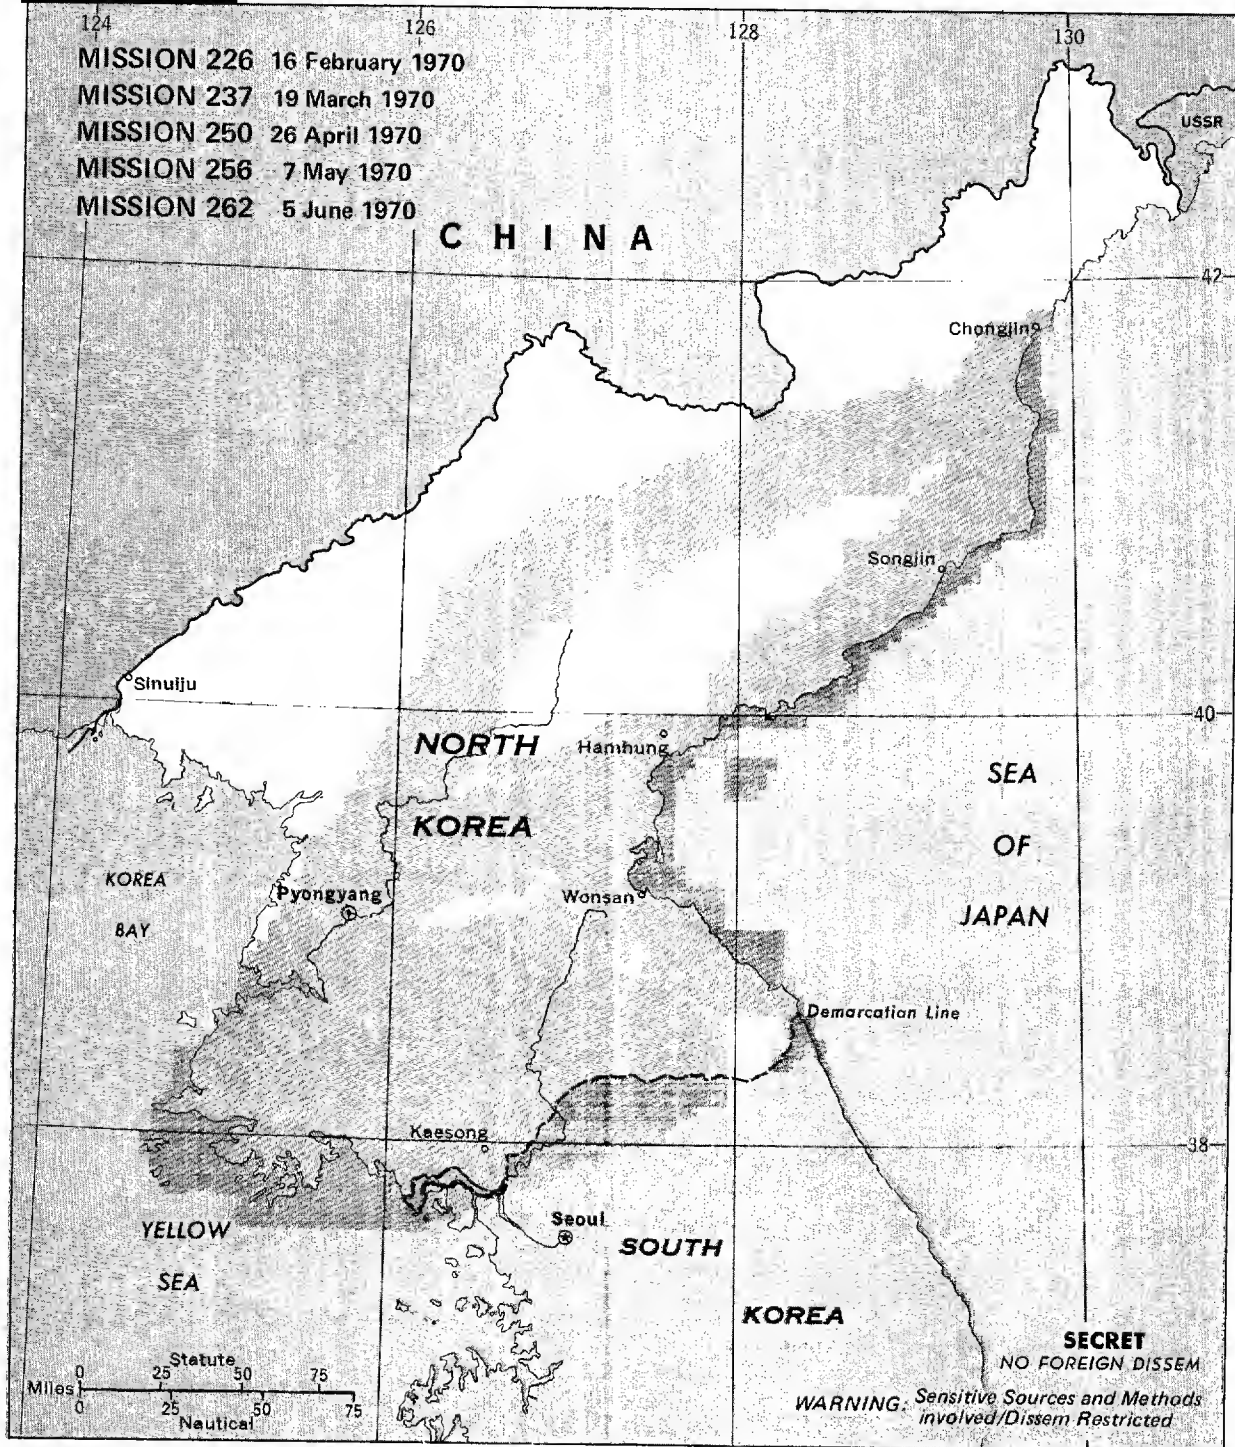 124
126
128
130
MISSION 226 16 February 1970
MISSION 237 19 March 1970
MISSION 250 26 April 1970
MISSION 256 7 May 1970
MISSION 262 5 June 1970
USSR
CHINA
42
Chongjin
Songjin
Sinuiju
40
NORTH
KOREA
Hamhung
SEA
OF
JAPAN
KOREA
BAY
Pyongyang
Wonsan
Demarcation Line
Kaesong
38
YELLOW
SEA
Seoul
SOUTH
KOREA
Statute
0 25 50 75
Miles
0 25 50 75
Nautical
SECRET
NO FOREIGN DISSEM
WARNING: Sensitive Sources and Methods
involved/Dissem Restricted